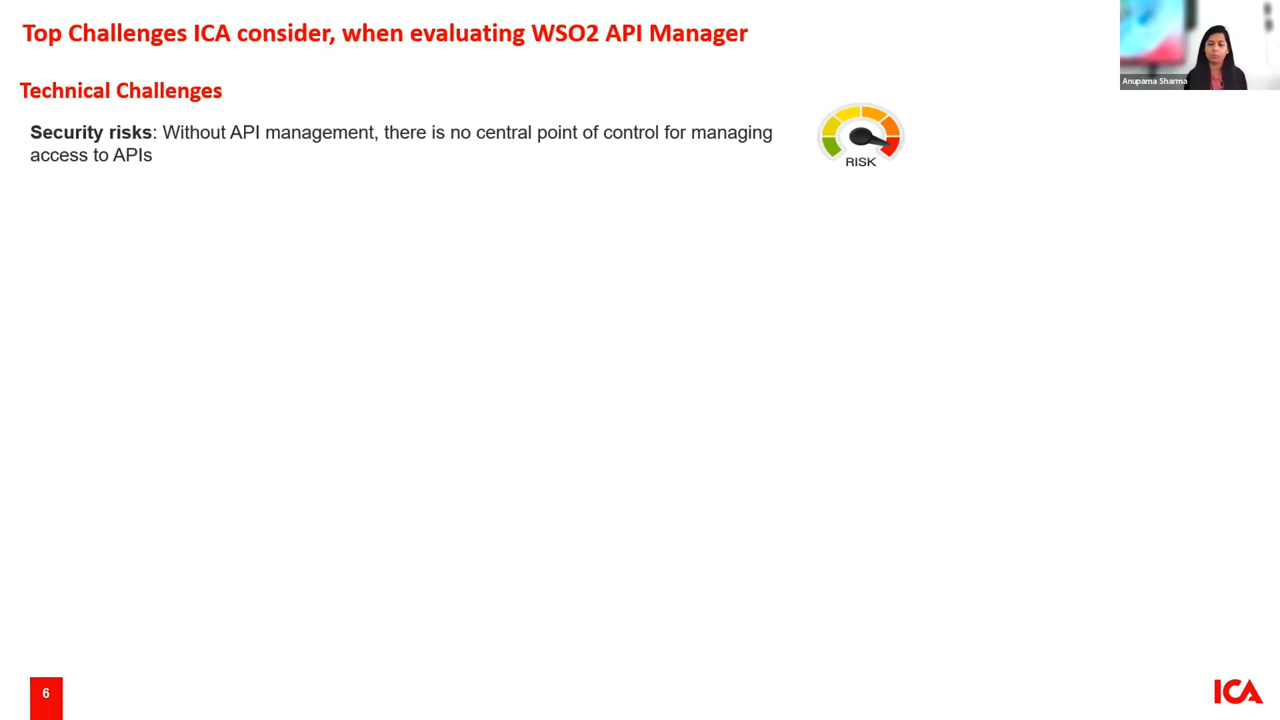 Top Challenges ICA consider, when evaluating WSO2 API Manager
Anupama Sharma
Technical Challenges
Security risks: Without API management, there is no central point of control for managing
access to APIs
RISK
6
ICA